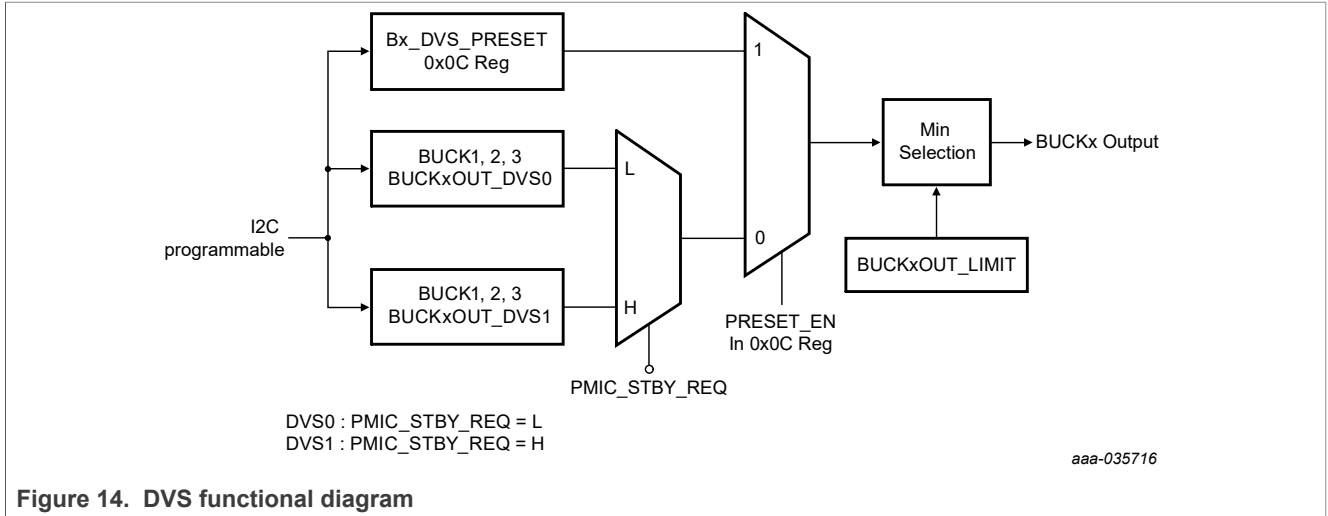 Bx_DVS_PRESET
0x0C Reg
1
BUCK1, 2, 3
BUCKxOUT_DVS0
L
Min
Selection
BUCKx Output
I2C
programmable
0
BUCKxOUT_LIMIT
BUCK1, 2, 3
BUCKxOUT_DVS1
H
PRESET_EN
In 0x0C Reg
PMIC_STBY_REQ
DVS0 : PMIC_STBY_REQ = L
DVS1 : PMIC_STBY_REQ = H
aaa-035716
Figure 14. DVS functional diagram